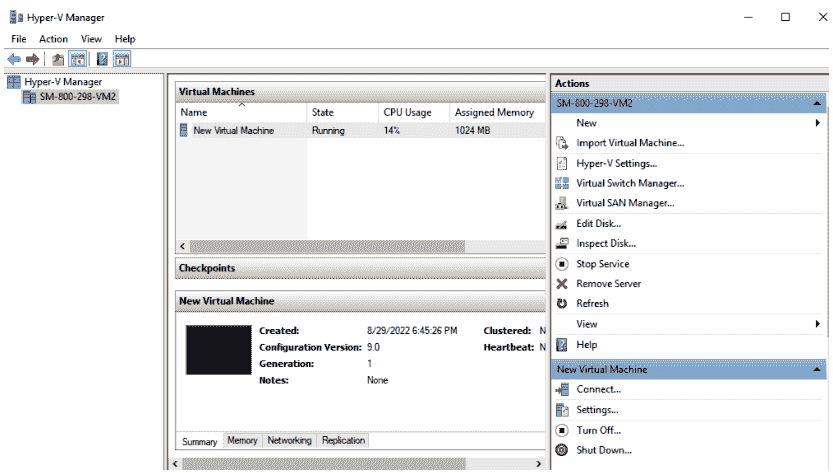 Hyper-V Manager
File Action View Help
Hyper-V Manager
SM-800-298-VM2
Virtual Machines
Name State CPU Usage Assigned Memory
New Virtual Machine Running 14% 1024 MB
Checkpoints
New Virtual Machine
Created: 8/29/2022 6:45:26 PM Clustered: N
Configuration Version: 9.0 Heartbeat: N
Generation: 1
Notes: None
Summary Memory Networking Replication
Actions
SM-800-298-VM2
New
Import Virtual Machine...
Hyper-V Settings...
Virtual Switch Manager...
Virtual SAN Manager...
Edit Disk...
Inspect Disk...
Stop Service
Remove Server
Refresh
View
Help
New Virtual Machine
Connect...
Settings...
Turn Off...
Shut Down...